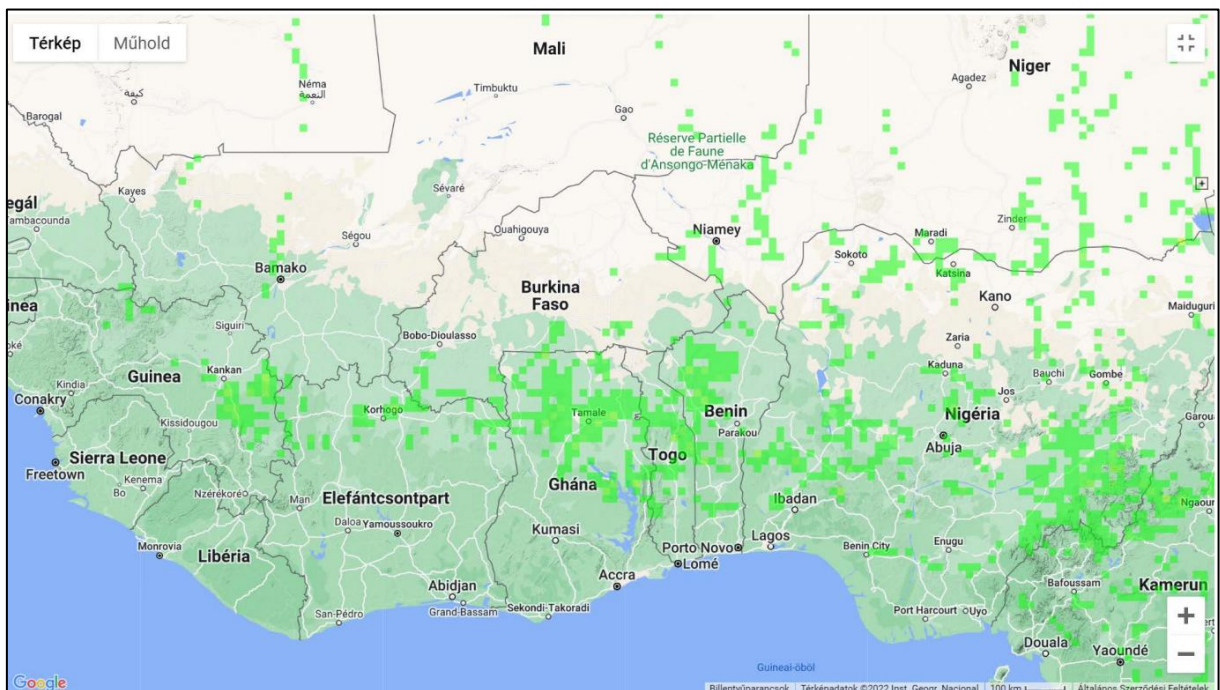 Térkép
Műhold
Mali
Niger
Néma
النعمة
Timbuktu
Agadez
كيفة
Gao
Barogal
Réserve Partielle
de Faune
d'Ansongo-Ménaka
Kayes
Sévaré
egál
ambacounda
Ségou
Ouahigouya
Niamey
Maradi
Zinder
Sokoto
Katsina
Bamako
Burkina
Faso
Kano
inea
Maiduguri
Siguiri
Bobo-Dioulasso
Zaria
Kaduna
Bauchi
Gombe
Guinea
Kankan
Kindia
Jos
Conakry
Korhogo
Tamale
Benin
Nigéria
Garou
Kissidougou
Parakou
Abuja
Sierra Leone
Togo
Freetown
Kenema
Bo
Nzérékoré
Man
Elefántcsontpart
Ghána
Ibadan
Ngaour
Daloa
Yamoussoukro
Kumasi
Monrovia
Libéria
Porto Novo
Lagos
Benin City
Enugu
Lomé
Abidjan
Accra
Bafoussam
Kamerun
San-Pédro
Grand-Bassam
Sekondi-Takoradi
Port Harcourt
Uyo
Douala
Yaoundé
Guineai-öböl
Google
Billentyűparancsok
Térképadatok ©2022 Inst. Geogr. Nacional
100 km
Általános Szerződési Feltételek